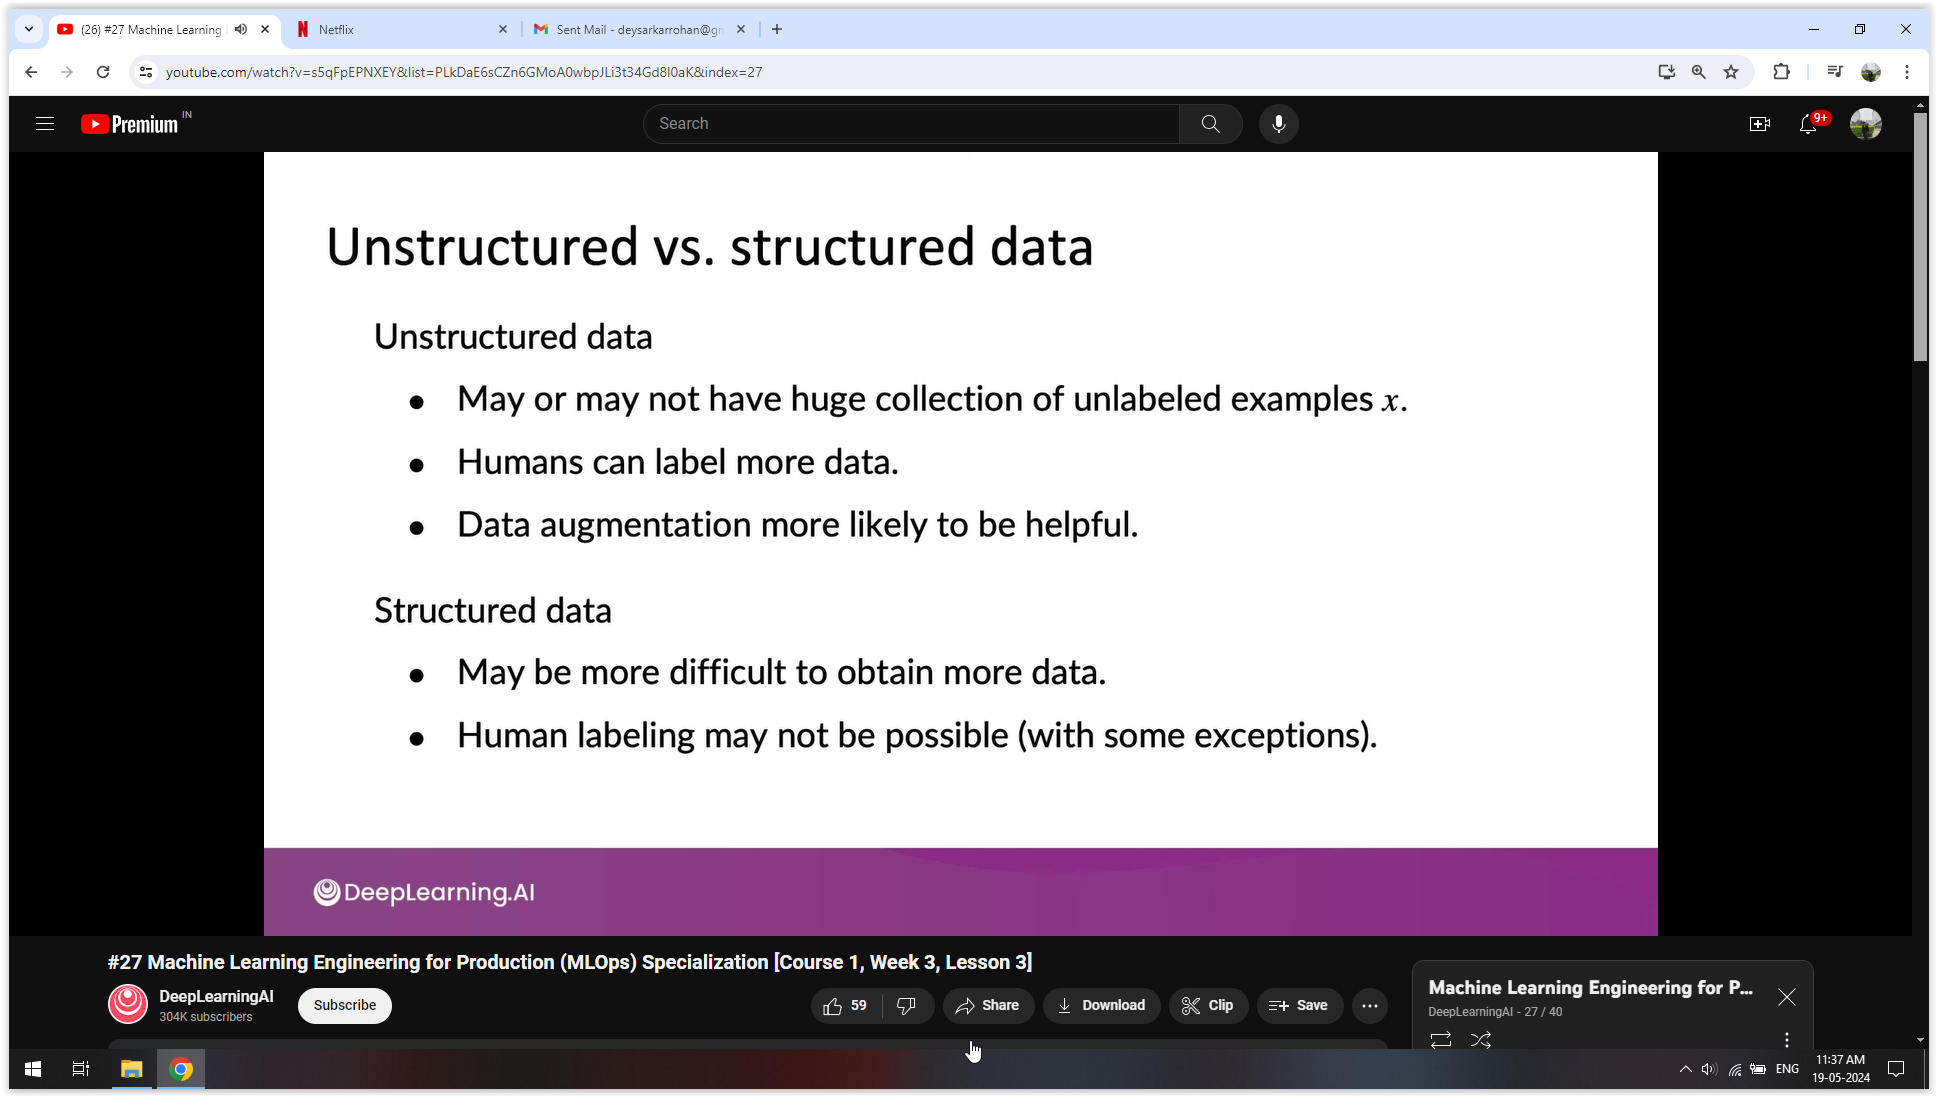 (26) #27 Machine Learning
Netflix
Sent Mail - deysarkarrohan@gm
youtube.com/watch?v=s5qFpEPNXEY&list=PLkDaE6sCZn6GMoA0wbpJLi3t34Gd8l0aK&index=27
Premium IN
Search
9+
Unstructured vs. structured data
Unstructured data
● May or may not have huge collection of unlabeled examples x.
● Humans can label more data.
● Data augmentation more likely to be helpful.
Structured data
● May be more difficult to obtain more data.
● Human labeling may not be possible (with some exceptions).
DeepLearning.AI
#27 Machine Learning Engineering for Production (MLOps) Specialization [Course 1, Week 3, Lesson 3]
DeepLearningAI
304K subscribers
Subscribe
59
Share
Download
Clip
Save
Machine Learning Engineering for P...
DeepLearningAI - 27 / 40
ENG
11:37 AM
19-05-2024